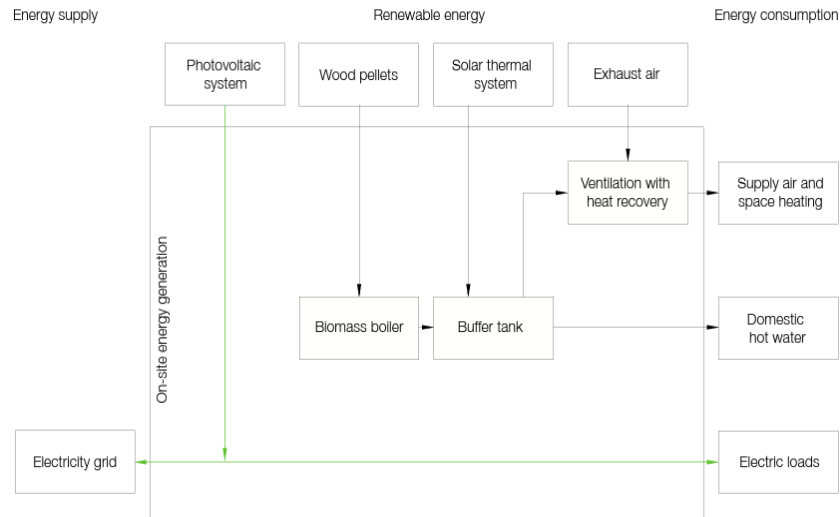 Energy supply
Renewable energy
Energy consumption
Photovoltaic
system
Wood pellets
Solar thermal
system
Exhaust air
Ventilation with
heat recovery
Supply air and
space heating
On-site energy generation
Biomass boiler
Buffer tank
Domestic
hot water
Electricity grid
Electric loads